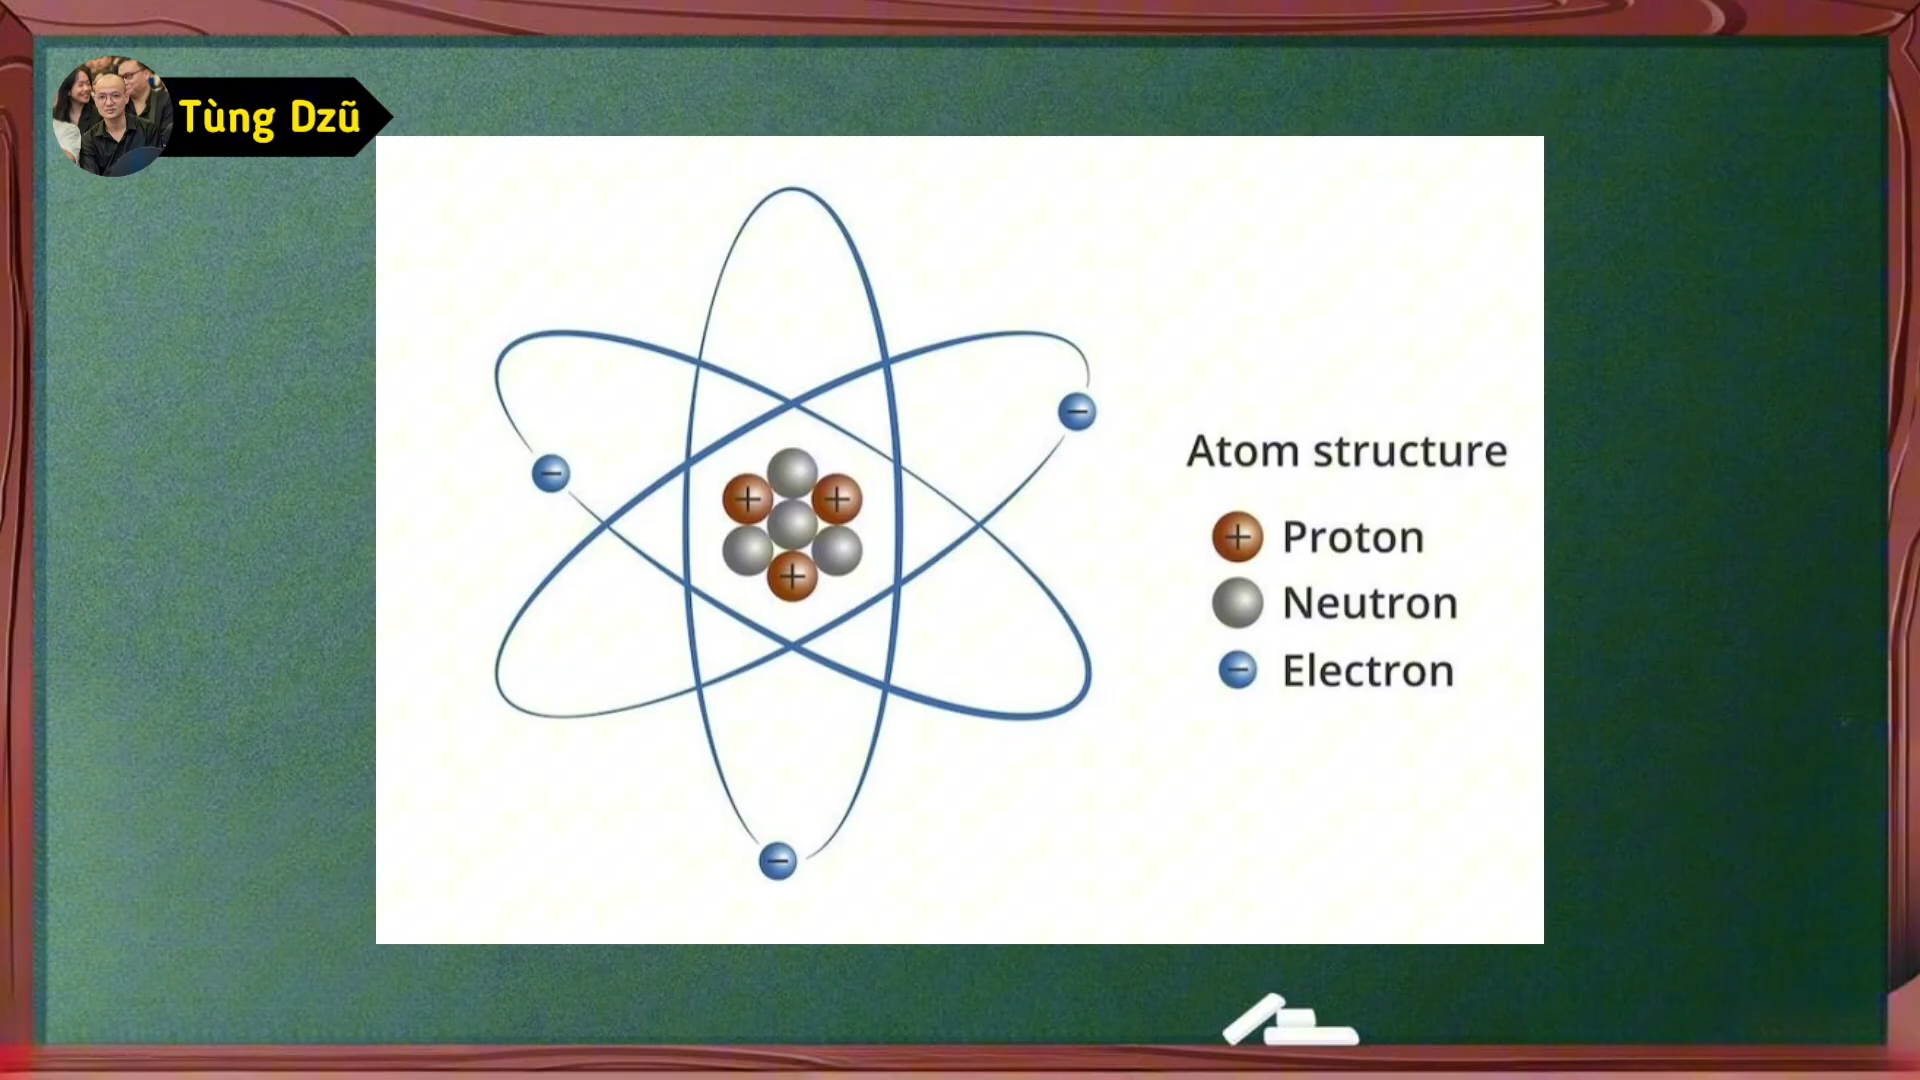 Tùng Dzũ
Atom structure
+ Proton
Neutron
− Electron